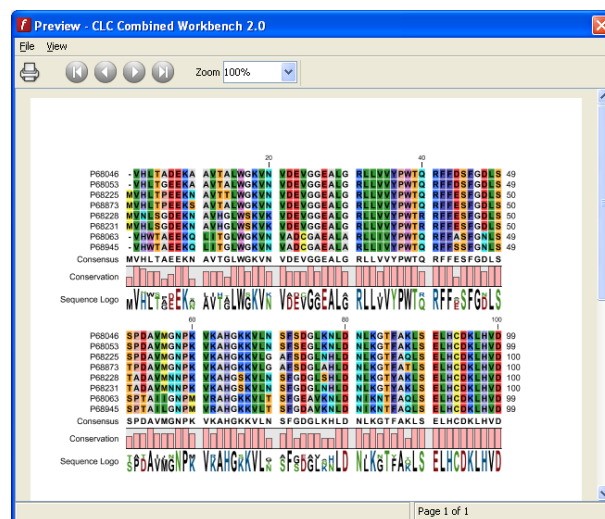 Preview - CLC Combined Workbench 2.0
File View
Zoom 100%
20 40
P68046 - VHLTADEKA AVTALWGKVN VDEVGGEALG RLLVVYPWTQ RFFDSFGDLS 49
P68053 - VHLTGEEKA AVTALWGKVN VDEVGGEALG RLLVVYPWTQ RFFDSFGDLS 49
P68225 MVHLTPEEKN AVTTLWGKVN VDEVGGEALG RLLVVYPWTQ RFFESFGDLS 50
P68873 MVHLTPEEKS AVTALWGKVN VDEVGGEALG RLLVVYPWTQ RFFESFGDLS 50
P68228 MVNLSGDEKN AVHGLWSKVK VDEVGGEALG RLLVVYPWTR RFFESFGDLS 50
P68231 MVHLSGDEKN AVHGLWSKVK VDEVGGEALG RLLVVYPWTR RFFESFGDLS 50
P68063 - VHWTAEEKQ LITGLWGKVN VADCGAEALA RLLIVYPWTQ RFFASFGNLS 49
P68945 - VHWTAEEKQ LITGLWGKVN VADCGAEALA RLLIVYPWTQ RFFSSFGNLS 49
Consensus MVHLTAEEKN AVTGLWGKVN VDEVGGEALG RLLVVYPWTQ RFFESFGDLS
Conservation
Sequence Logo
60 80 100
P68046 SPDAVMGNPK VKAHGKKVLN SFSDGLKNLD NLKGTFAKLS ELHCDKLHVD 99
P68053 SPDAVMGNPK VKAHGKKVLN SFSEGLKNLD NLKGTFAKLS ELHCDKLHVD 99
P68225 SPDAVMGNPK VKAHGKKVLG AFSDGLNHLD NLKGTFAQLS ELHCDKLHVD 100
P68873 TPDAVMGNPK VKAHGKKVLG AFSDGLAHLD NLKGTFATLS ELHCDKLHVD 100
P68228 TADAVMNNPK VKAHGSKVLN SFGDGLSHLD NLKGTYAKLS ELHCDKLHVD 100
P68231 TADAVMGNPK VKAHGKKVLN SFGDGLNHLD NLKGTYAKLS ELHCDKLHVD 100
P68063 SPTAILGNPM VRAHGKKVLT SFGEAVKNLD NIKNTFAQLS ELHCDKLHVD 99
P68945 SPTAILGNPM VRAHGKKVLT SFGDAVKNLD NIKNTFAQLS ELHCDKLHVD 99
Consensus SPDAVMGNPK VKAHGKKVLN SFGDGLKHLD NLKGTFAKLS ELHCDKLHVD
Conservation
Sequence Logo
Page 1 of 1